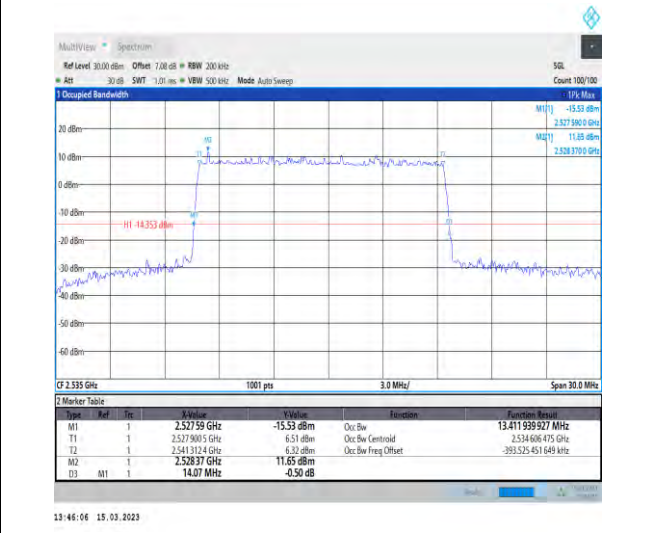 MultiView Spectrum
Ref Level 30.00 dBm Offset 7.08 dB RBW 200 kHz SGL
Att 30 dB SWT 1.01 ms VBW 500 kHz Mode Auto Sweep Count 100/100
1 Occupied Bandwidth 1Pk Max
M1[1] -15.53 dBm
2.527 590 0 GHz
M2[1] 11.65 dBm
2.528 370 0 GHz
20 dBm
M2
T1 T2
10 dBm
0 dBm
-10 dBm
M1
H1 -14.353 dBm
-20 dBm
-30 dBm
-40 dBm
-50 dBm
-60 dBm
CF 2.535 GHz 1001 pts 3.0 MHz/ Span 30.0 MHz
2 Marker Table
Type Ref Trc X-Value Y-Value Function Function Result
M1 1 2.52759 GHz -15.53 dBm Occ Bw 13.411 939 927 MHz
T1 1 2.527 900 5 GHz 6.51 dBm Occ Bw Centroid 2.534 606 475 GHz
T2 1 2.541 312 4 GHz 6.32 dBm Occ Bw Freq Offset -393.525 451 649 kHz
M2 1 2.52837 GHz 11.65 dBm
D3 M1 1 14.07 MHz -0.50 dB
13:46:06 15.03.2023